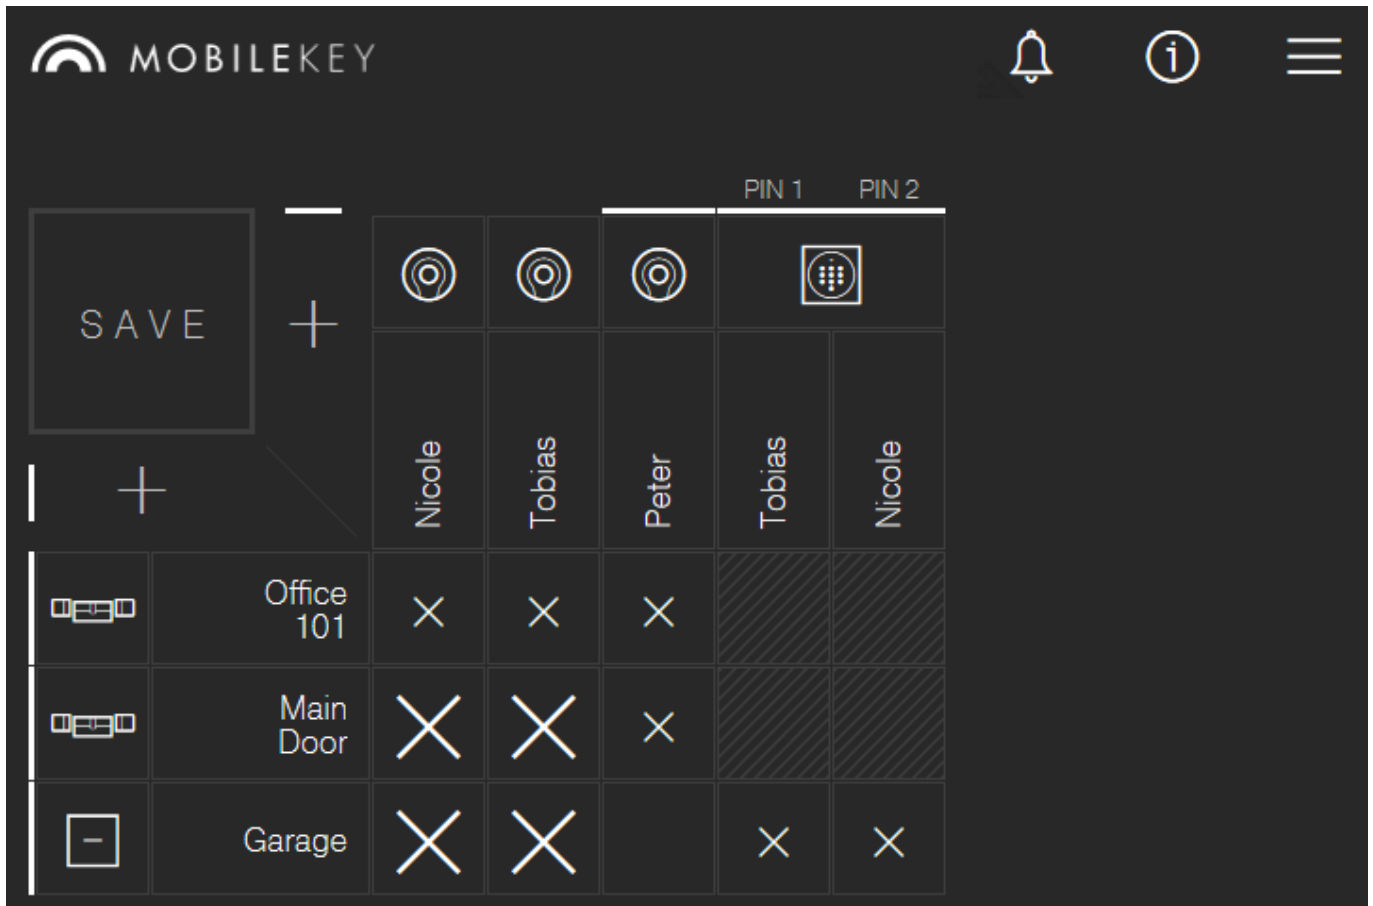 MOBILEKEY
PIN 1 PIN 2
SAVE
Nicole
Tobias
Peter
Tobias
Nicole
Office
101
Main
Door
Garage